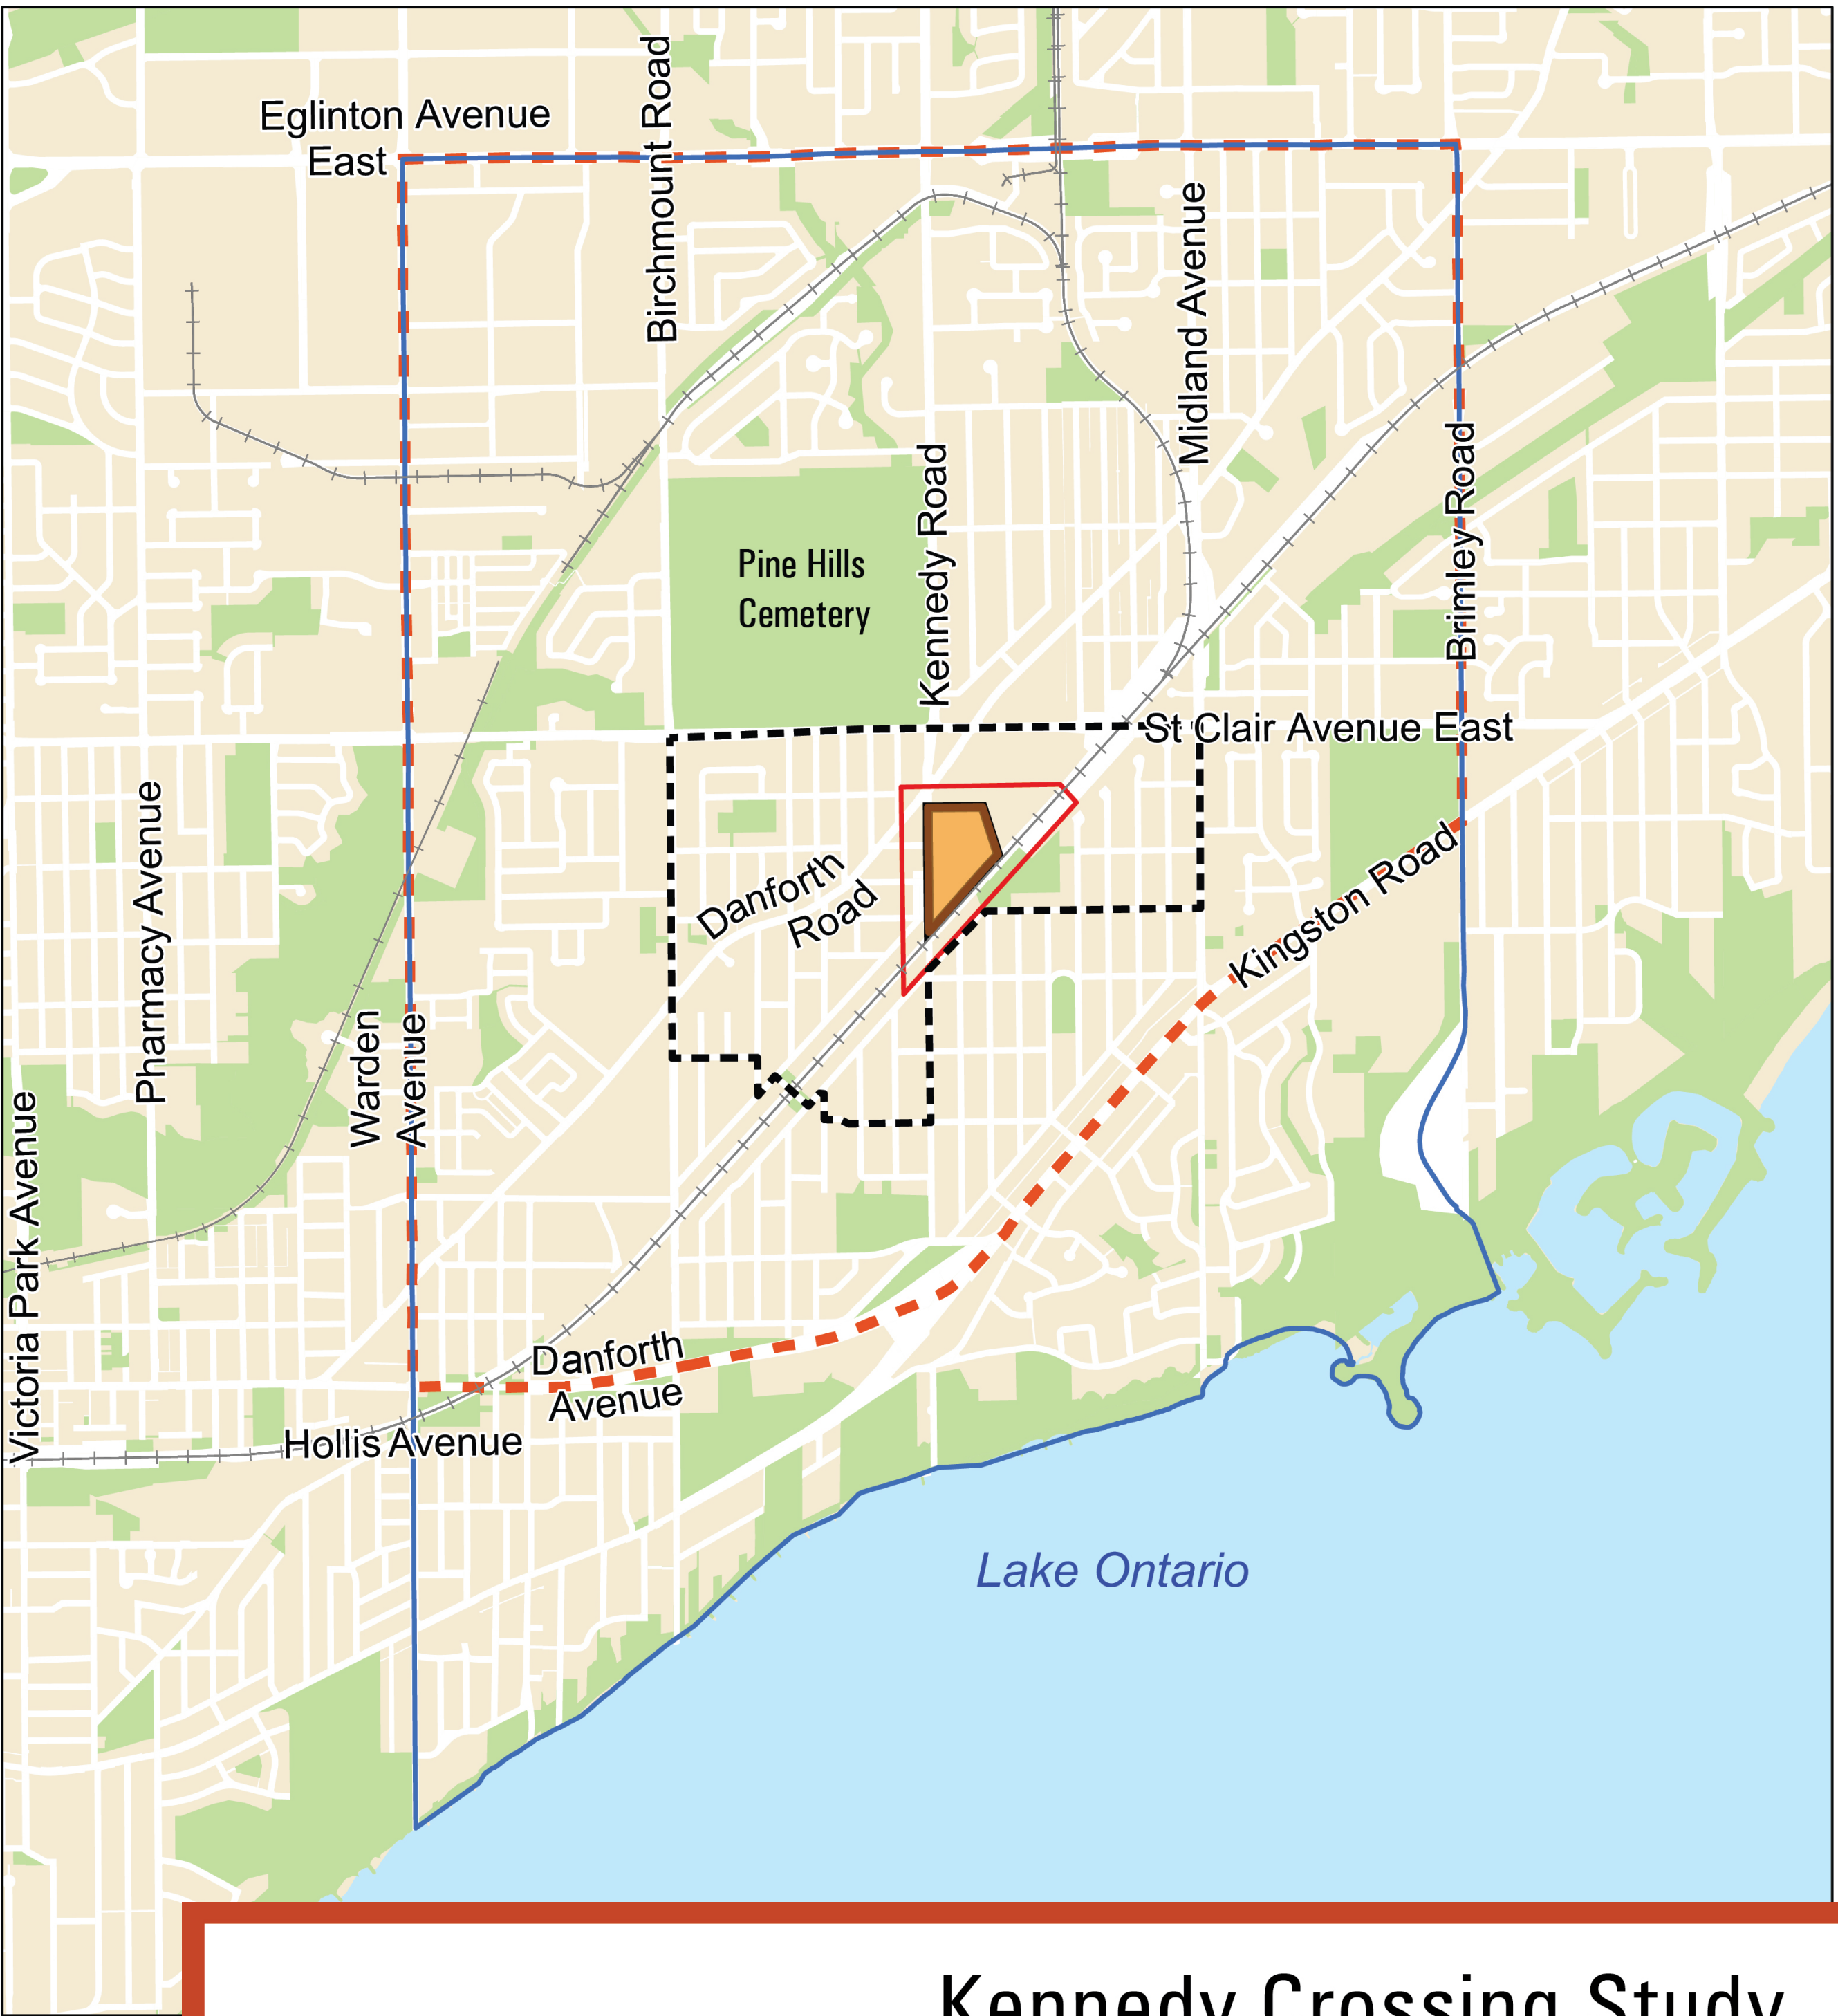 Eglinton Avenue
East
Birchmount Road
Midland Avenue
Brimley Road
Kennedy Road
Pine Hills
Cemetery
St Clair Avenue East
Danforth
Road
Kingston Road
Pharmacy Avenue
Warden
Avenue
Victoria Park Avenue
Danforth
Avenue
Hollis Avenue
Lake Ontario
Kennedy Crossing Study